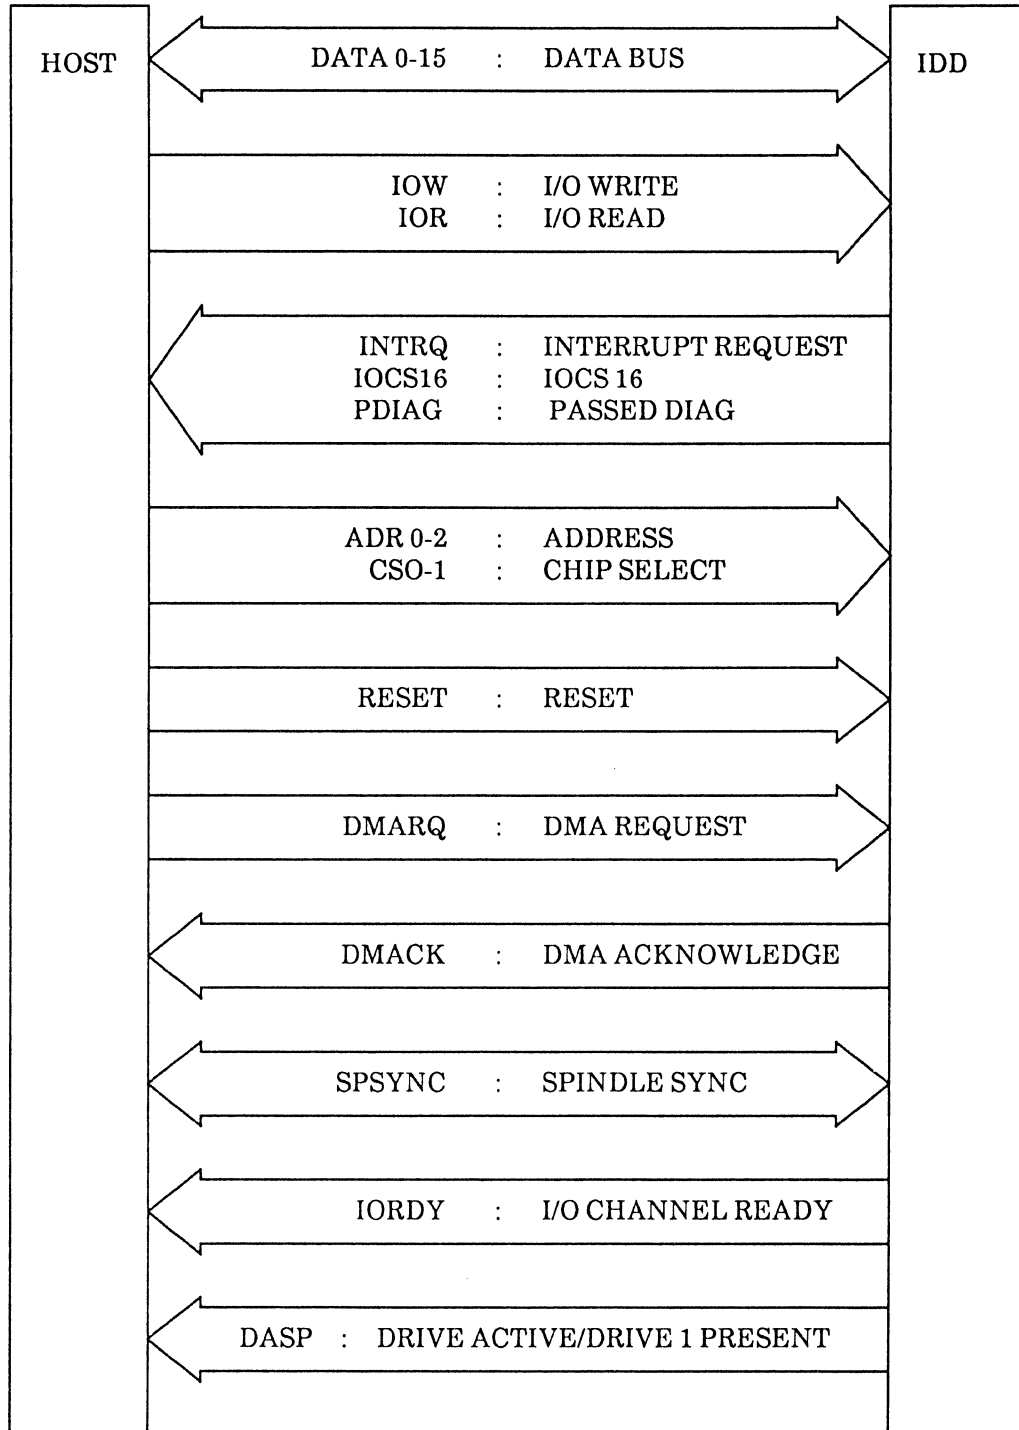 HOST
DATA 0-15 : DATA BUS
IDD
IOW : I/O WRITE
IOR : I/O READ
INTRQ : INTERRUPT REQUEST
IOCS16 : IOCS 16
PDIAG : PASSED DIAG
ADR 0-2 : ADDRESS
CSO-1 : CHIP SELECT
RESET : RESET
DMARQ : DMA REQUEST
DMACK : DMA ACKNOWLEDGE
SPSYNC : SPINDLE SYNC
IORDY : I/O CHANNEL READY
DASP : DRIVE ACTIVE/DRIVE 1 PRESENT